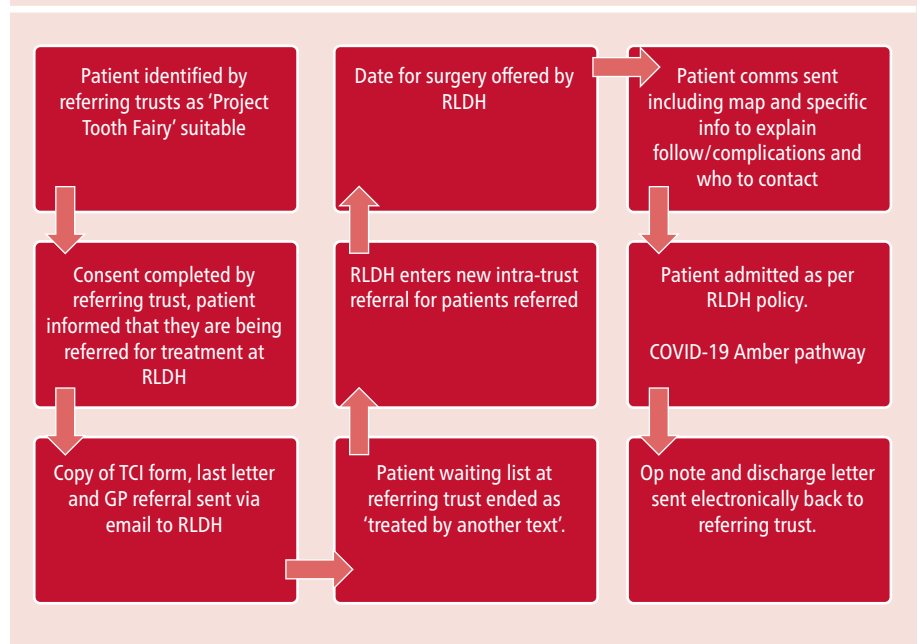 Patient identified by
referring trusts as ‘Project
Tooth Fairy’ suitable
Consent completed by
referring trust, patient
informed that they are being
referred for treatment at
RLDH
Copy of TCI form, last letter
and GP referral sent via
email to RLDH
Patient waiting list at
referring trust ended as
‘treated by another text’.
RLDH enters new intra-trust
referral for patients referred
Date for surgery offered by
RLDH
Patient comms sent
including map and specific
info to explain
follow/complications and
who to contact
Patient admitted as per
RLDH policy.
COVID-19 Amber pathway
Op note and discharge letter
sent electronically back to
referring trust.